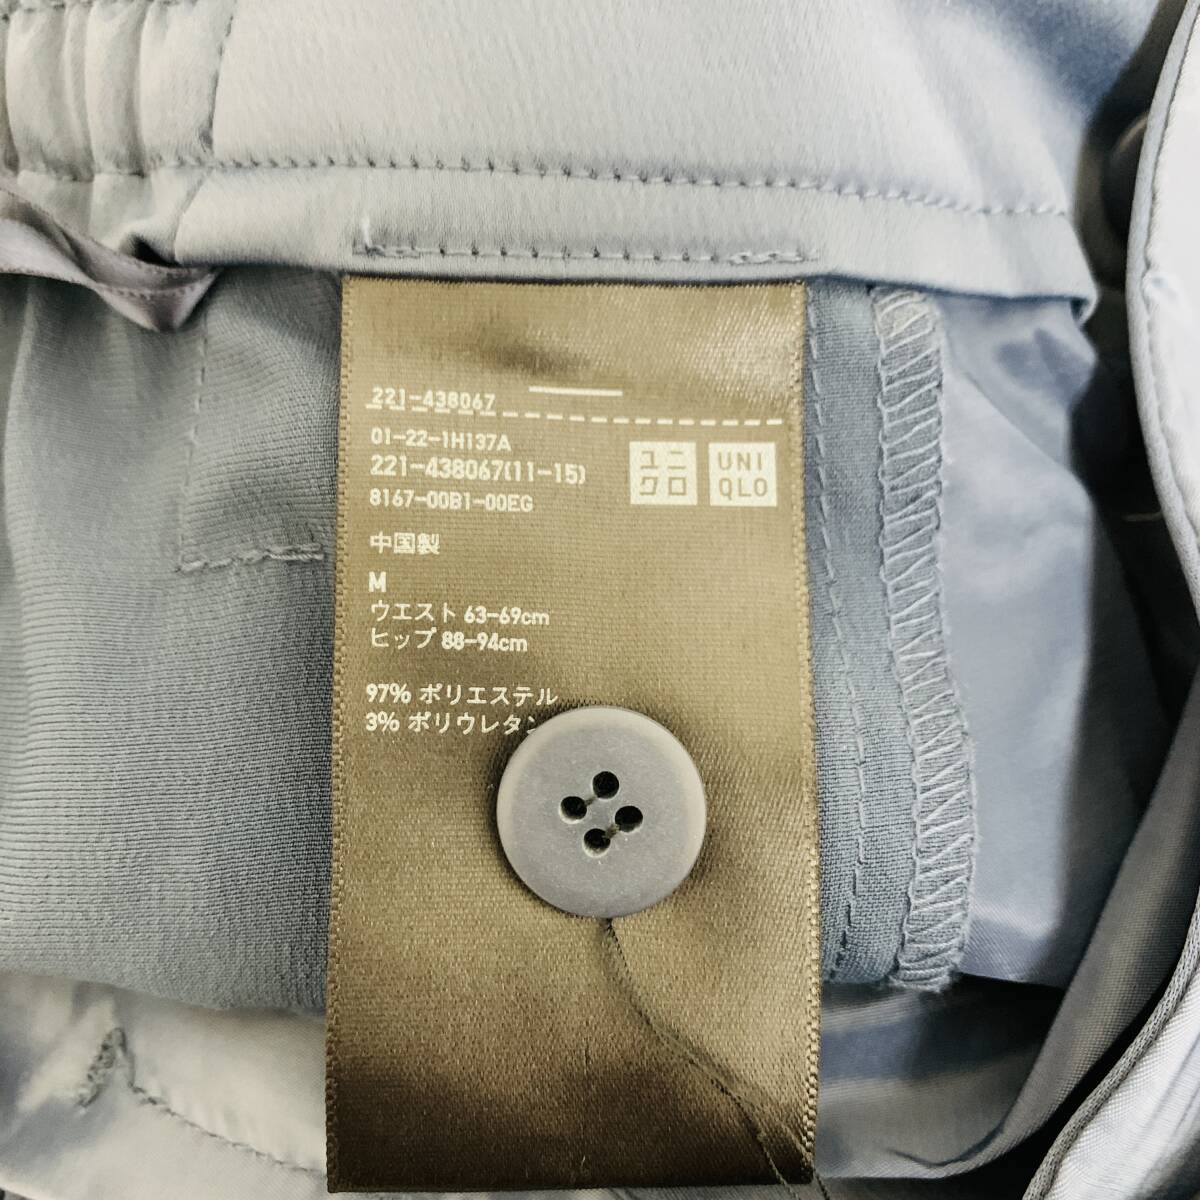 221-438067
01-22-1H137A
221-438067(11-15)
8167-00B1-00EG
ユニ
クロ
UNI
QLO
中国製
M
ウエスト 63-69cm
ヒップ 88-94cm
97% ポリエステル
3% ポリウレタン